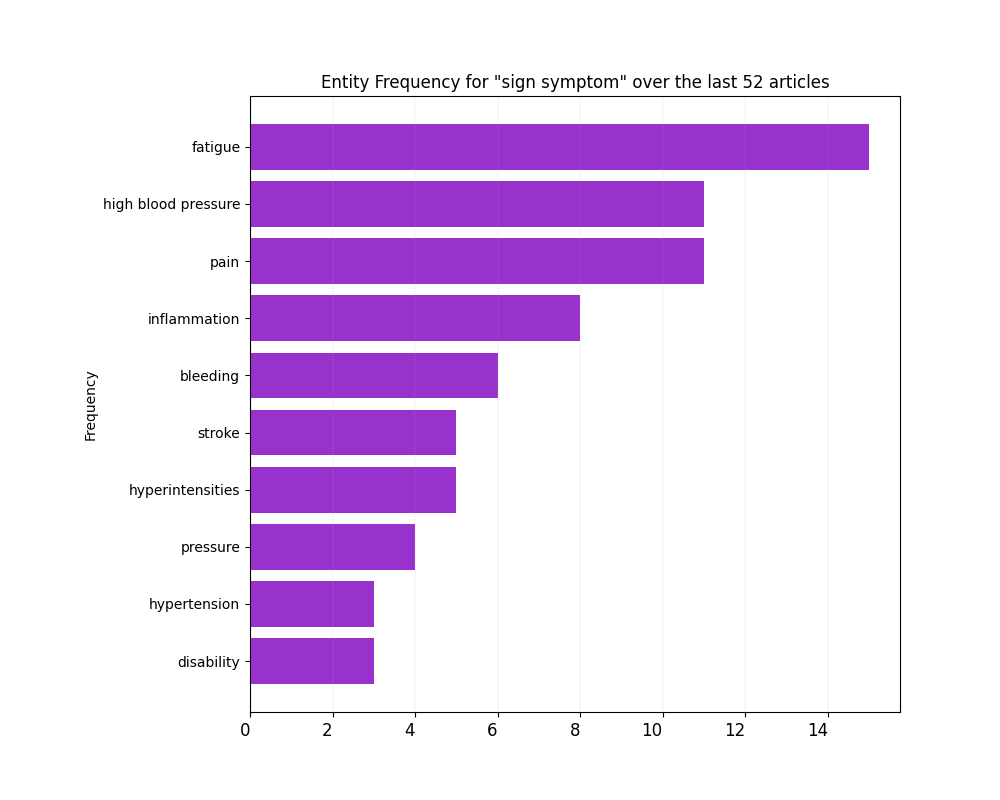 Entity Frequency for "sign symptom" over the last 52 articles
fatigue
high blood pressure
pain
inflammation
bleeding
stroke
hyperintensities
pressure
hypertension
disability
Frequency
0 2 4 6 8 10 12 14